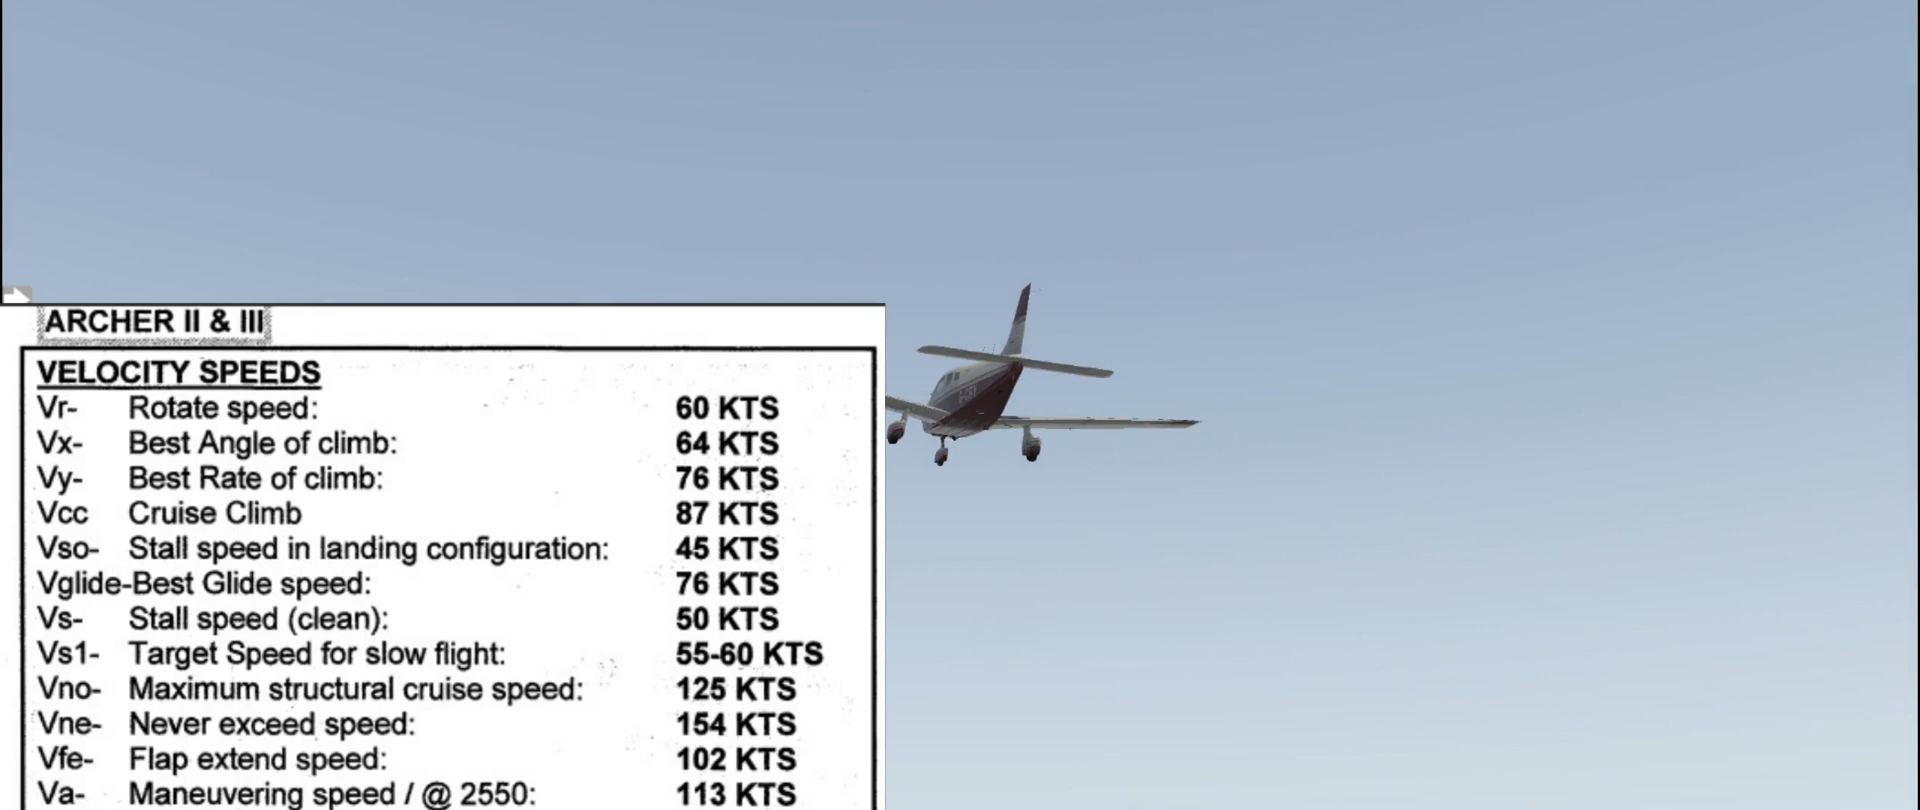 ARCHER II & III
VELOCITY SPEEDS
Vr- Rotate speed: 60 KTS
Vx- Best Angle of climb: 64 KTS
Vy- Best Rate of climb: 76 KTS
Vcc Cruise Climb 87 KTS
Vso- Stall speed in landing configuration: 45 KTS
Vglide-Best Glide speed: 76 KTS
Vs- Stall speed (clean): 50 KTS
Vs1- Target Speed for slow flight: 55-60 KTS
Vno- Maximum structural cruise speed: 125 KTS
Vne- Never exceed speed: 154 KTS
Vfe- Flap extend speed: 102 KTS
Va- Maneuvering speed / @ 2550: 113 KTS